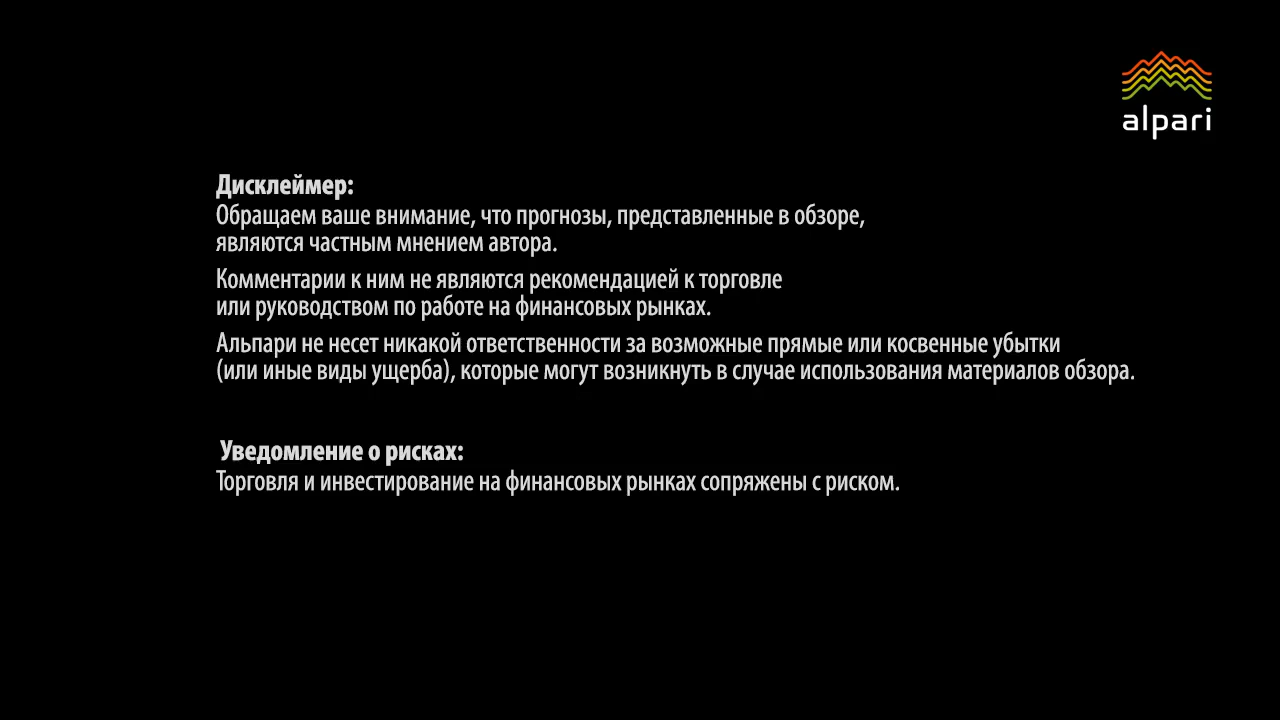 alpari
Дисклеймер:
Обращаем ваше внимание, что прогнозы, представленные в обзоре,
являются частным мнением автора.
Комментарии к ним не являются рекомендацией к торговле
или руководством по работе на финансовых рынках.
Альпари не несет никакой ответственности за возможные прямые или косвенные убытки
(или иные виды ущерба), которые могут возникнуть в случае использования материалов обзора.
Уведомление о рисках:
Торговля и инвестирование на финансовых рынках сопряжены с риском.